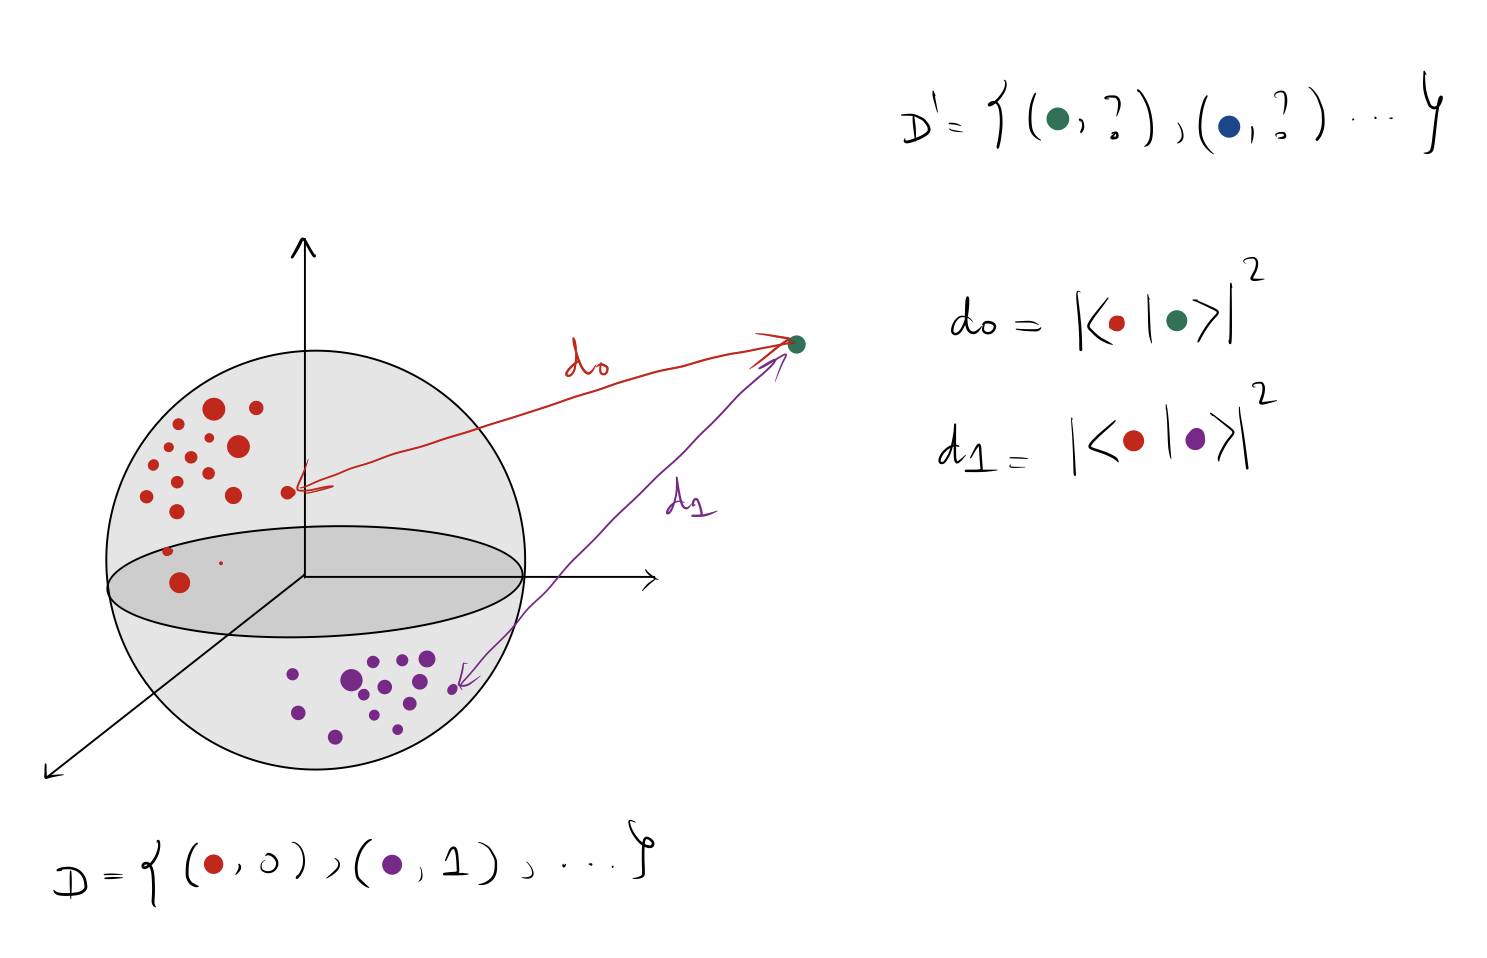 D' = { (●, ?), (●, ?) ... }
d0 = |<● | ●>|²
d0
d1 = |<● | ●>|²
d1
D = { (●, 0), (●, 1), ... }